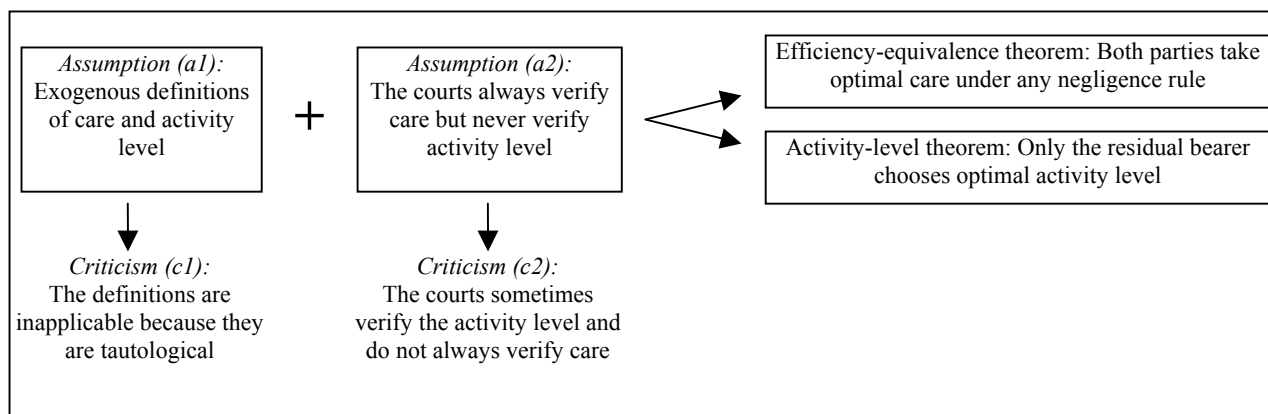 Assumption (a1):
Exogenous definitions
of care and activity
level
+
Assumption (a2):
The courts always verify
care but never verify
activity level
Efficiency-equivalence theorem: Both parties take
optimal care under any negligence rule
Activity-level theorem: Only the residual bearer
chooses optimal activity level
Criticism (c1):
The definitions are
inapplicable because they
are tautological
Criticism (c2):
The courts sometimes
verify the activity level and
do not always verify care